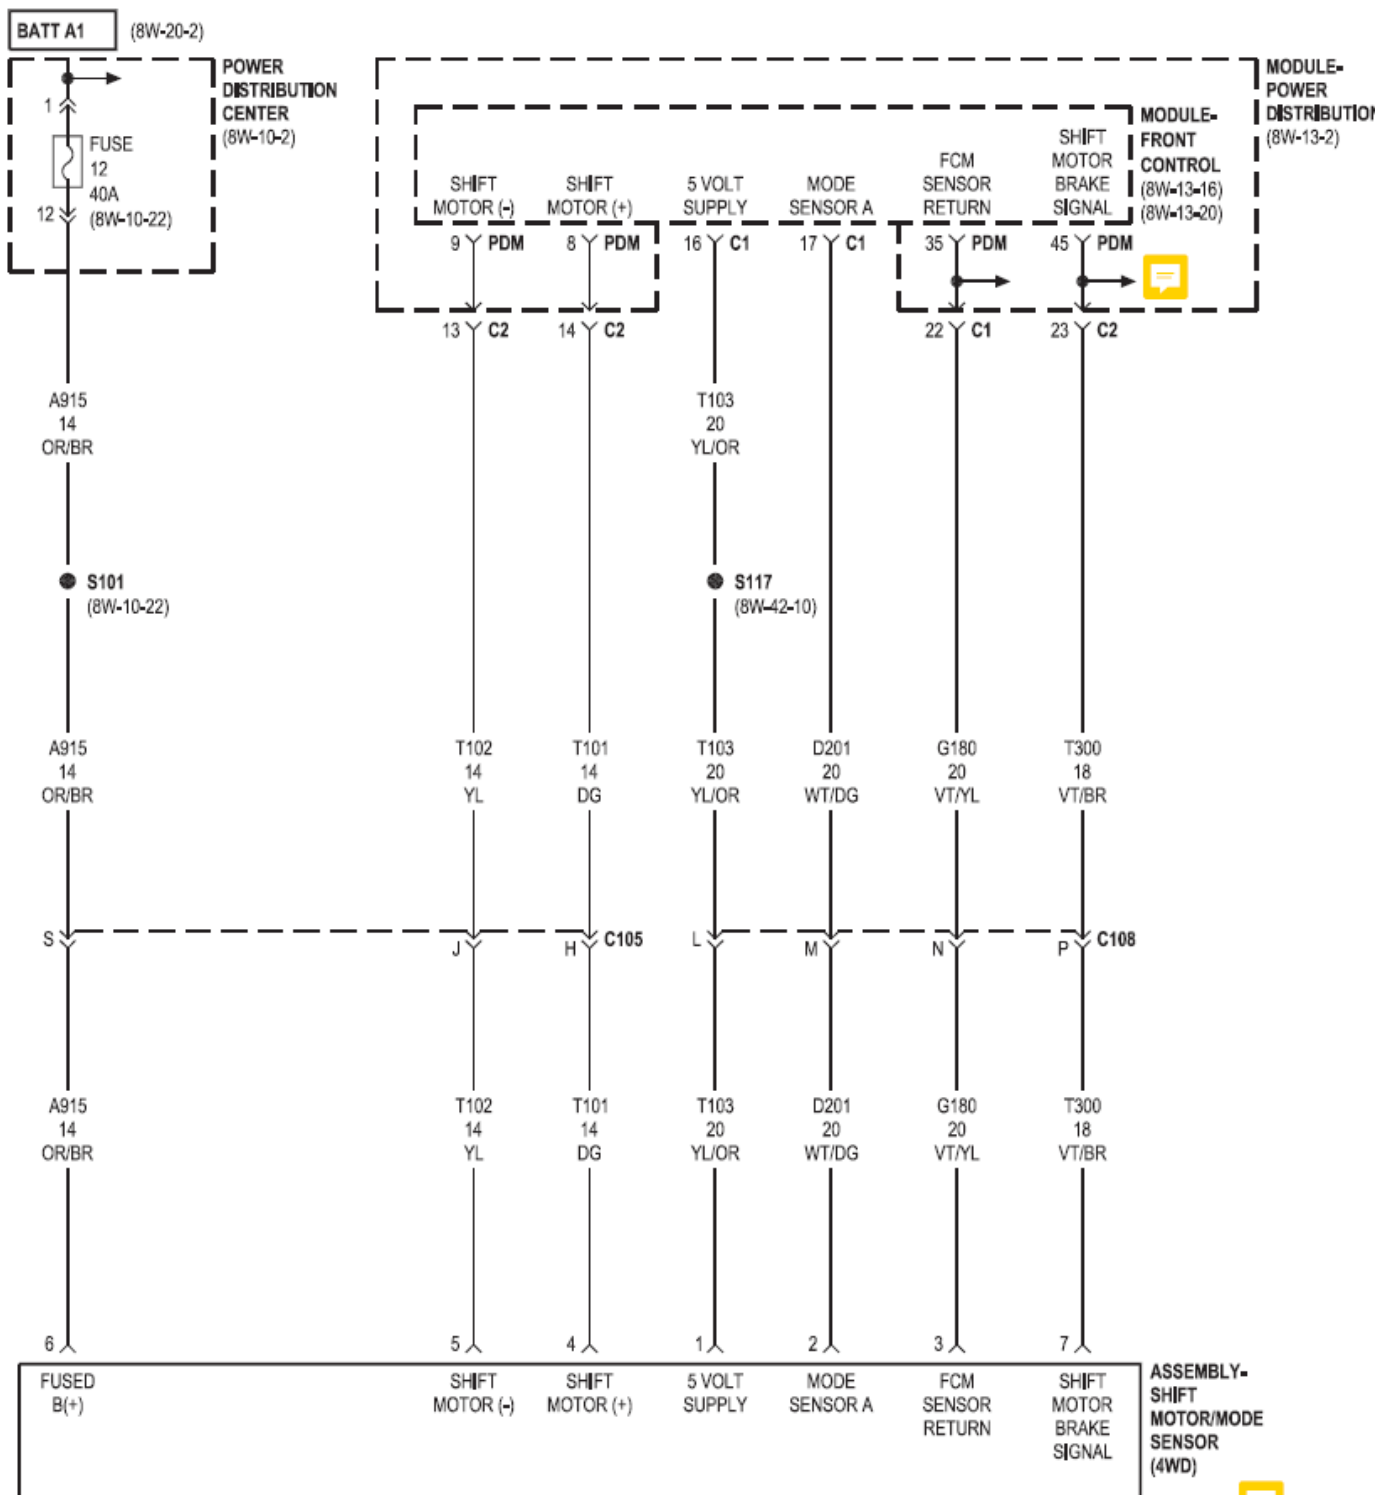 BATT A1 (8W-20-2)
POWER
DISTRIBUTION
CENTER
(8W-10-2)
1
FUSE
12
40A
(8W-10-22)
12
MODULE-
POWER
DISTRIBUTION
(8W-13-2)
MODULE-
FRONT
CONTROL
(8W-13-16)
(8W-13-20)
SHIFT
MOTOR (-)
SHIFT
MOTOR (+)
5 VOLT
SUPPLY
MODE
SENSOR A
FCM
SENSOR
RETURN
SHIFT
MOTOR
BRAKE
SIGNAL
9 PDM 8 PDM 16 C1 17 C1 35 PDM 45 PDM
13 C2 14 C2 22 C1 23 C2
A915
14
OR/BR
T103
20
YL/OR
S101
(8W-10-22)
S117
(8W-42-10)
A915
14
OR/BR
T102
14
YL
T101
14
DG
T103
20
YL/OR
D201
20
WT/DG
G180
20
VT/YL
T300
18
VT/BR
S J H C105 L M N P C108
A915
14
OR/BR
T102
14
YL
T101
14
DG
T103
20
YL/OR
D201
20
WT/DG
G180
20
VT/YL
T300
18
VT/BR
6 5 4 1 2 3 7
FUSED
B(+)
SHIFT
MOTOR (-)
SHIFT
MOTOR (+)
5 VOLT
SUPPLY
MODE
SENSOR A
FCM
SENSOR
RETURN
SHIFT
MOTOR
BRAKE
SIGNAL
ASSEMBLY-
SHIFT
MOTOR/MODE
SENSOR
(4WD)